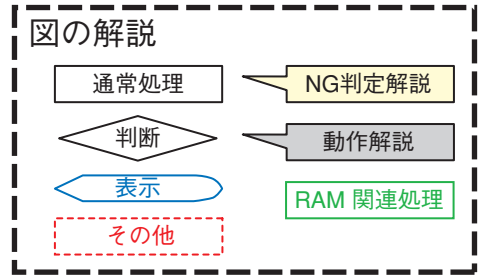 図の解説
通常処理
NG判定解説
判断
動作解説
表示
RAM 関連処理
その他